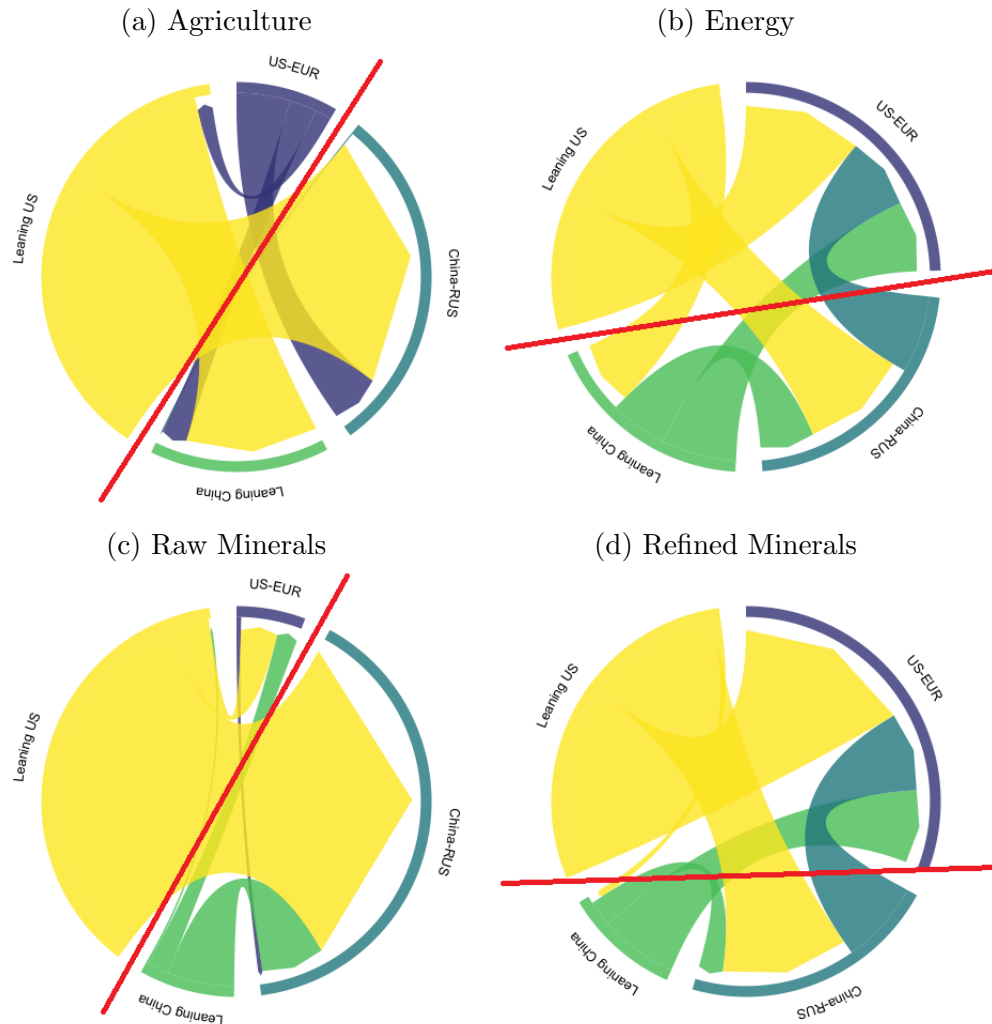 (a) Agriculture
US-EUR
Leaning US
China-RUS
Leaning China
(b) Energy
US-EUR
Leaning US
China-RUS
Leaning China
(c) Raw Minerals
US-EUR
Leaning US
China-RUS
Leaning China
(d) Refined Minerals
US-EUR
Leaning US
Leaning China
China-RUS